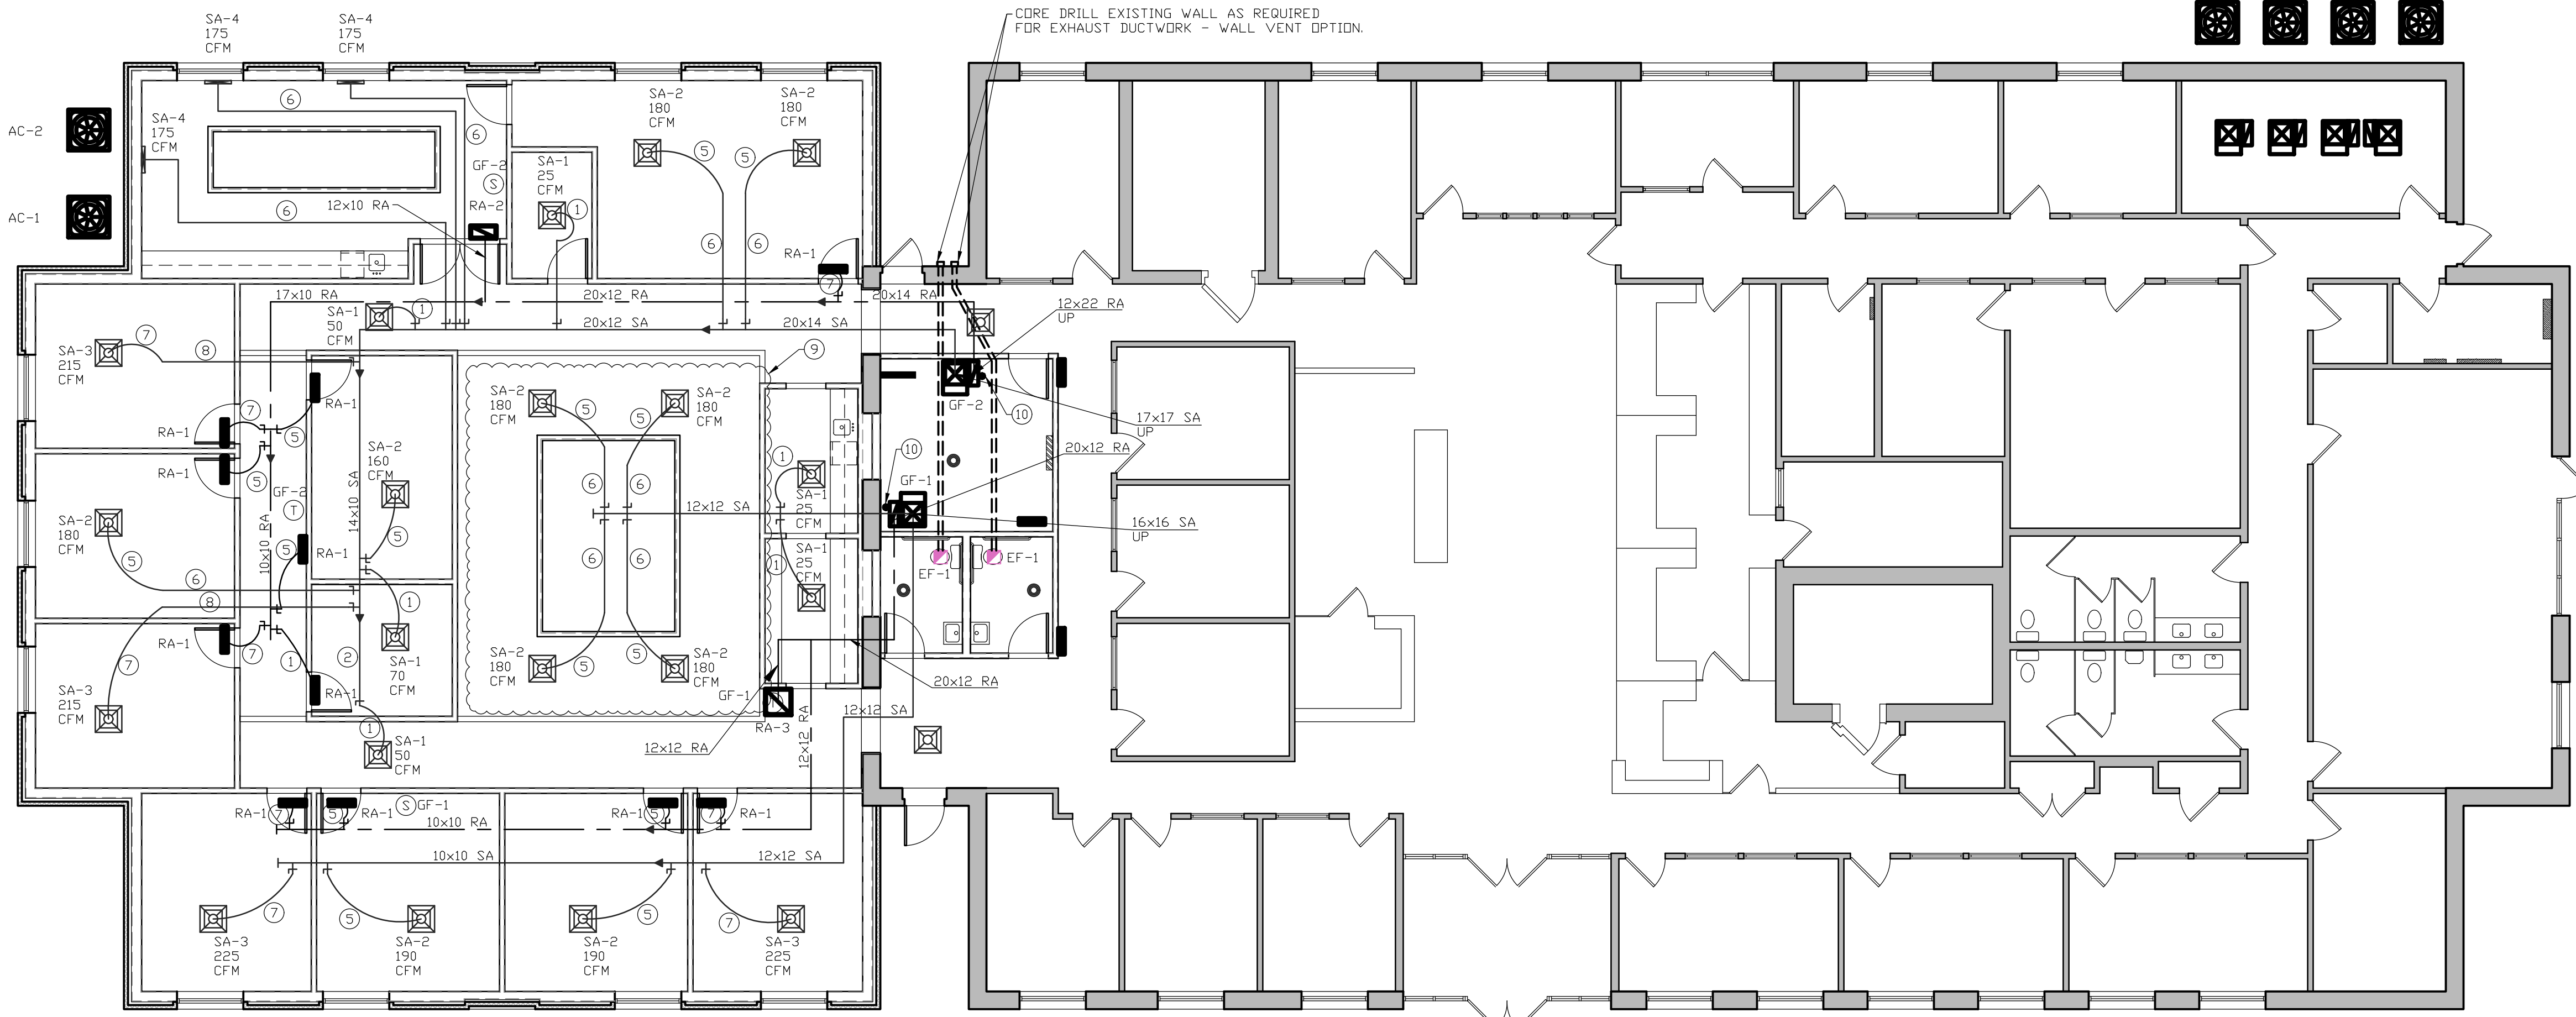 SA-4
175
CFM
SA-4
175
CFM
CORE DRILL EXISTING WALL AS REQUIRED
FOR EXHAUST DUCTWORK - WALL VENT OPTION.
AC-2
AC-1
SA-4
175
CFM
6
6
6
12x10 RA
GF-2
S
RA-2
SA-1
25
CFM
1
SA-2
180
CFM
SA-2
180
CFM
5
5
6
6
RA-1
7
17x10 RA
20x12 RA
20x14 RA
12x22 RA
UP
SA-1
50
CFM
1
20x12 SA
20x14 SA
SA-3
215
CFM
7
8
9
RA-1
7
5
RA-1
RA-1
5
SA-2
160
CFM
14x10 SA
5
GF-2
T
10x10 RA
SA-2
180
CFM
5
6
8
5
RA-1
1
SA-2
180
CFM
5
SA-2
180
CFM
5
6
6
12x12 SA
6
6
SA-2
180
CFM
5
SA-2
180
CFM
5
1
SA-1
25
CFM
SA-1
25
CFM
1
GF-2
10
17x17 SA
UP
20x12 RA
10
GF-1
16x16 SA
UP
EF-1
EF-1
SA-3
215
CFM
7
RA-1
7
1
RA-1
2
SA-1
70
CFM
1
SA-1
50
CFM
GF-1
RA-3
12x12 RA
20x12 RA
12x12 SA
12x12 RA
RA-1
7
5
RA-1
S
GF-1
RA-1
5
7
RA-1
10x10 RA
10x10 SA
12x12 SA
7
5
5
7
SA-3
225
CFM
SA-2
190
CFM
SA-2
190
CFM
SA-3
225
CFM